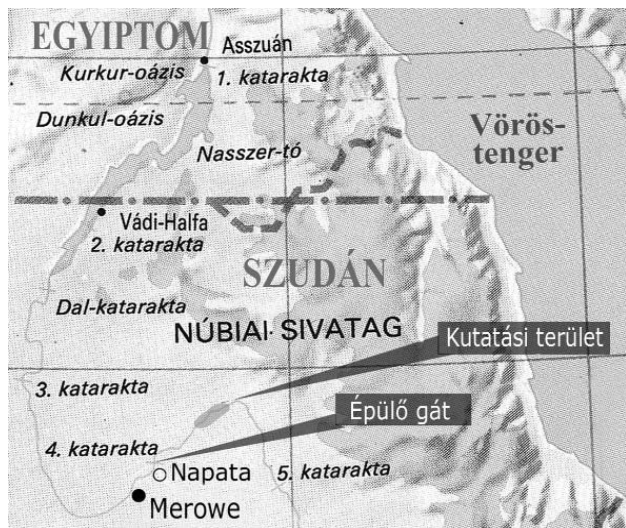 EGYIPTOM
Asszuán
Kurkur-oázis
1. katarakta
Dunkul-oázis
Vörös-
tenger
Nasszer-tó
Vádi-Halfa
2. katarakta
SZUDÁN
Dal-katarakta
NÚBIAI-SIVATAG
Kutatási terület
3. katarakta
Épülő gát
4. katarakta
Napata
5. katarakta
Merowe